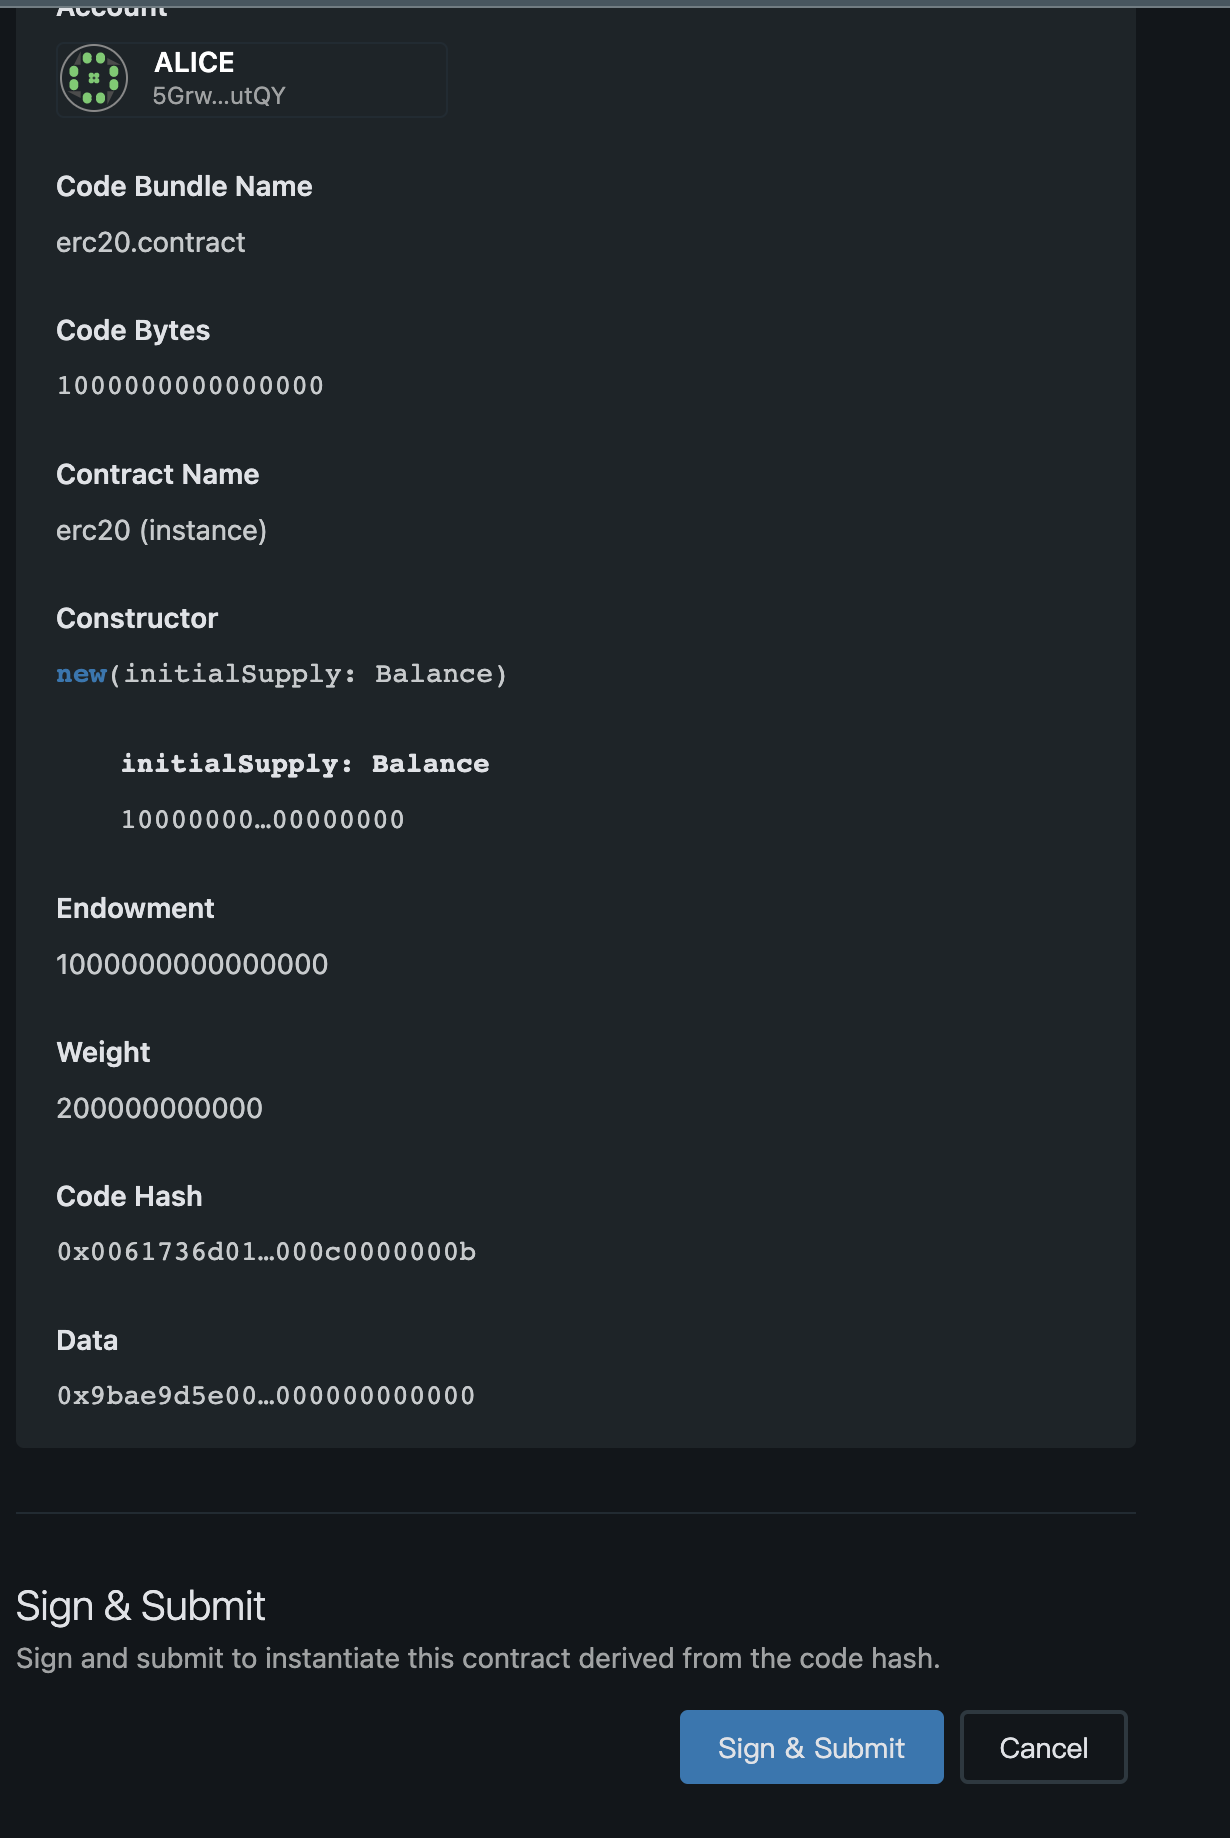 Account
ALICE
5Grw...utQY
Code Bundle Name
erc20.contract
Code Bytes
1000000000000000
Contract Name
erc20 (instance)
Constructor
new(initialSupply: Balance)
initialSupply: Balance
10000000…00000000
Endowment
1000000000000000
Weight
200000000000
Code Hash
0x0061736d01…000c0000000b
Data
0x9bae9d5e00…000000000000
Sign & Submit
Sign and submit to instantiate this contract derived from the code hash.
Sign & Submit
Cancel